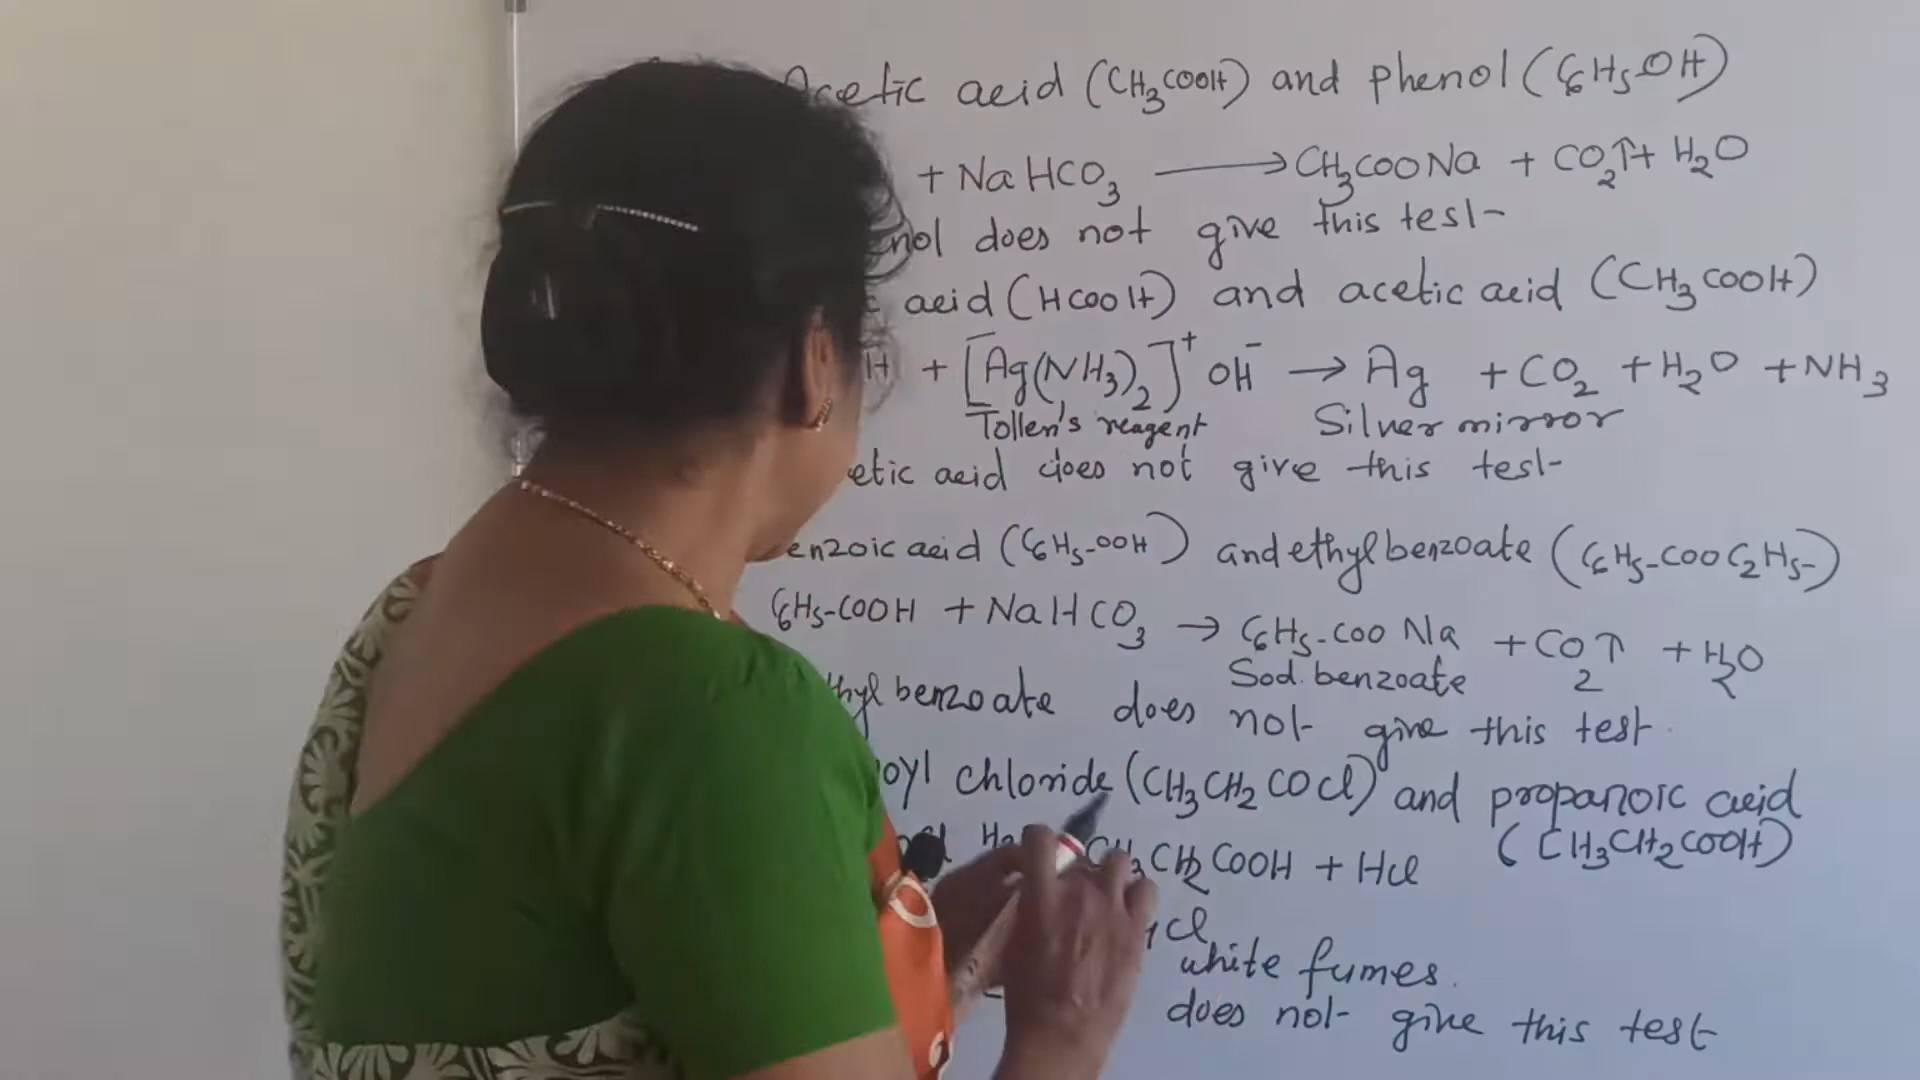 Acetic acid (CH3COOH) and phenol (C6H5OH)
+ NaHCO3 ⟶ CH3COONa + CO2↑ + H2O
nol does not give this test
c acid (HCOOH) and acetic acid (CH3COOH)
H + [Ag(NH3)2]+ OH- → Ag + CO2 + H2O + NH3
Tollen's reagent Silver mirror
etic acid does not give this test
enzoic acid (C6H5-OOH) and ethylbenzoate (C6H5-COOC2H5-)
C6H5-COOH + NaHCO3 → C6H5-COONa + CO2↑ + H2O
Sod. benzoate
hyl benzoate does not give this test.
oyl chloride (CH3CH2COCl) and propanoic acid
(CH3CH2COOH)
CH3CH2COOH + HCl
Cl
white fumes.
does not give this test